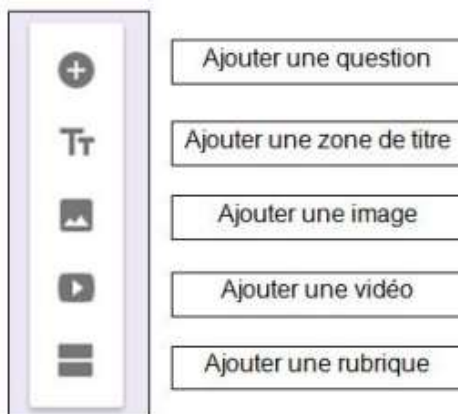 Ajouter une question
Tт Ajouter une zone de titre
Ajouter une image
Ajouter une vidéo
Ajouter une rubrique